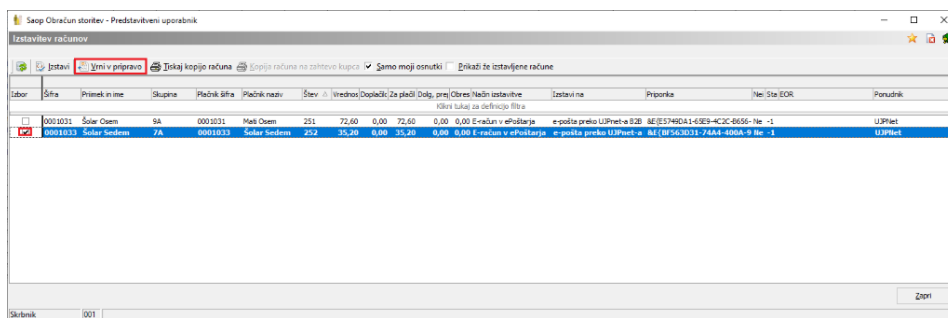 Saop Obračun storitev - Predstavitveni uporabnik
Izstavitev računov
Izstavi Vrni v pripravo Tiskaj kopijo računa Kopija računa na zahtevo kupca Samo moji osnutki Prikaži že izstavljene račune
Izbor Šifra Priimek in ime Skupina Plačnik šifra Plačnik naziv Štev Vrednos Doplačilc Za plačil Dolg, prej Obres Način izstavitve Izstavi na Priponka Nei Sta EOR Ponudnik
Klikni tukaj za definicijo filtra
0001031 Šolar Osem 9A 0001031 Mati Osem 251 72,60 0,00 72,60 0,00 0,00 E-račun v ePoštarja e-pošta preko UJPnet-a B2B &E{E5749DA1-65E9-4C2C-B656- Ne -1 UJPNet
0001033 Šolar Sedem 7A 0001033 Šolar Sedem 252 35,20 0,00 35,20 0,00 0,00 E-račun v ePoštarja e-pošta preko UJPnet-a &E{BF563D31-74A4-400A-9 Ne -1 UJPNet
Zapri
Skrbnik 001